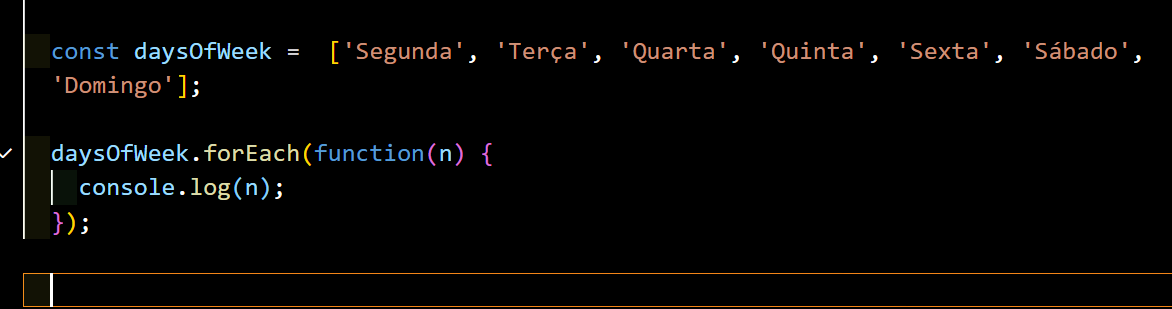 const daysOfWeek =  ['Segunda', 'Terça', 'Quarta', 'Quinta', 'Sexta', 'Sábado',
'Domingo'];
daysOfWeek.forEach(function(n) {
  console.log(n);
});